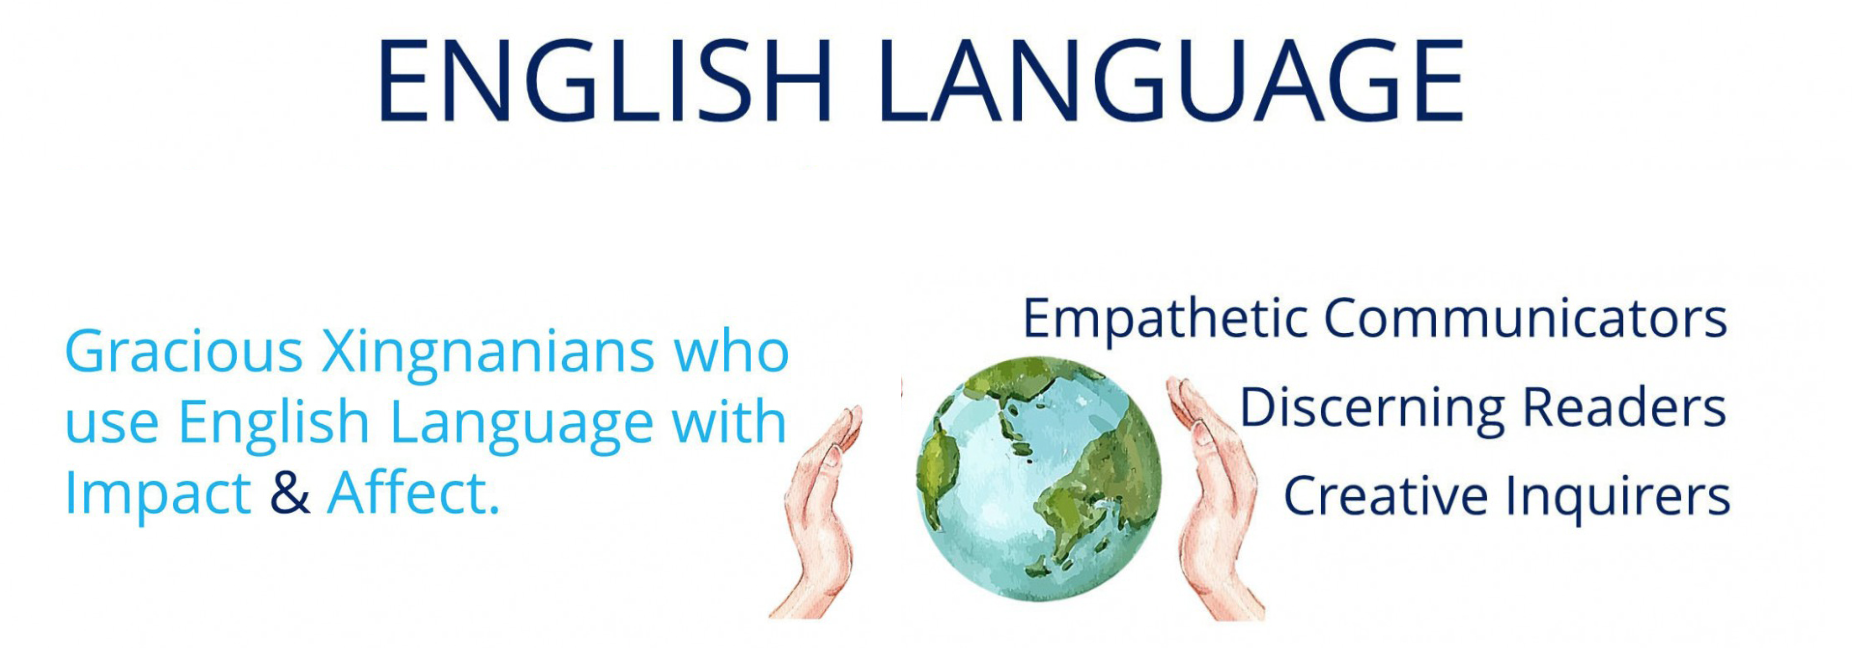 ENGLISH LANGUAGE
Gracious Xingnanians who
use English Language with
Impact & Affect.
Empathetic Communicators
Discerning Readers
Creative Inquirers